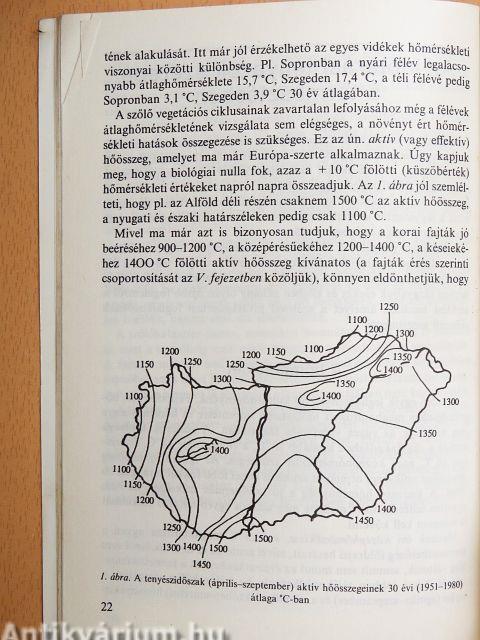 tének alakulását. Itt már jól érzékelhető az egyes vidékek hőmérsékleti
viszonyai közötti különbség. Pl. Sopronban a nyári félév legalacso-
nyabb átlaghőmérséklete 15,7 °C, Szegeden 17,4 °C, a téli félévé pedig
Sopronban 3,1 °C, Szegeden 3,9 °C 30 év átlagában.
A szőlő vegetációs ciklusainak zavartalan lefolyásához még a félévek
átlaghőmérsékletének vizsgálata sem elégséges, a növényt ért hőmér-
sékleti hatások összegezése is szükséges. Ez az ún. aktív (vagy effektív)
hőösszeg, amelyet ma már Európa-szerte alkalmaznak. Úgy kapjuk
meg, hogy a biológiai nulla fok, azaz a +10 °C fölötti (küszöbérték)
hőmérsékleti értékeket napról napra összeadjuk. Az 1. ábra jól szemlél-
teti, hogy pl. az Alföld déli részén csaknem 1500 °C az aktív hőösszeg,
a nyugati és északi határszéleken pedig csak 1100 °C.
Mivel ma már azt is bizonyosan tudjuk, hogy a korai fajták jó
beéréséhez 900–1200 °C, a középérésűekéhez 1200–1400 °C, a késeieké-
hez 14OO °C fölötti aktív hőösszeg kívánatos (a fajták érés szerinti
csoportosítását az V. fejezetben közöljük), könnyen eldönthetjük, hogy
1250
1100 1200 1300
1100
1150 1200 1250
1200 1250 1300
1350 1350
1400 1400
1150
1100
1300
1350
1400
1100
1150
1200
1250
1300 1400 1500
1450
1500
1450
1400
1. ábra. A tenyészidőszak (április–szeptember) aktív hőösszegeinek 30 évi (1951–1980)
átlaga °C-ban
22
Antikvárium.hu